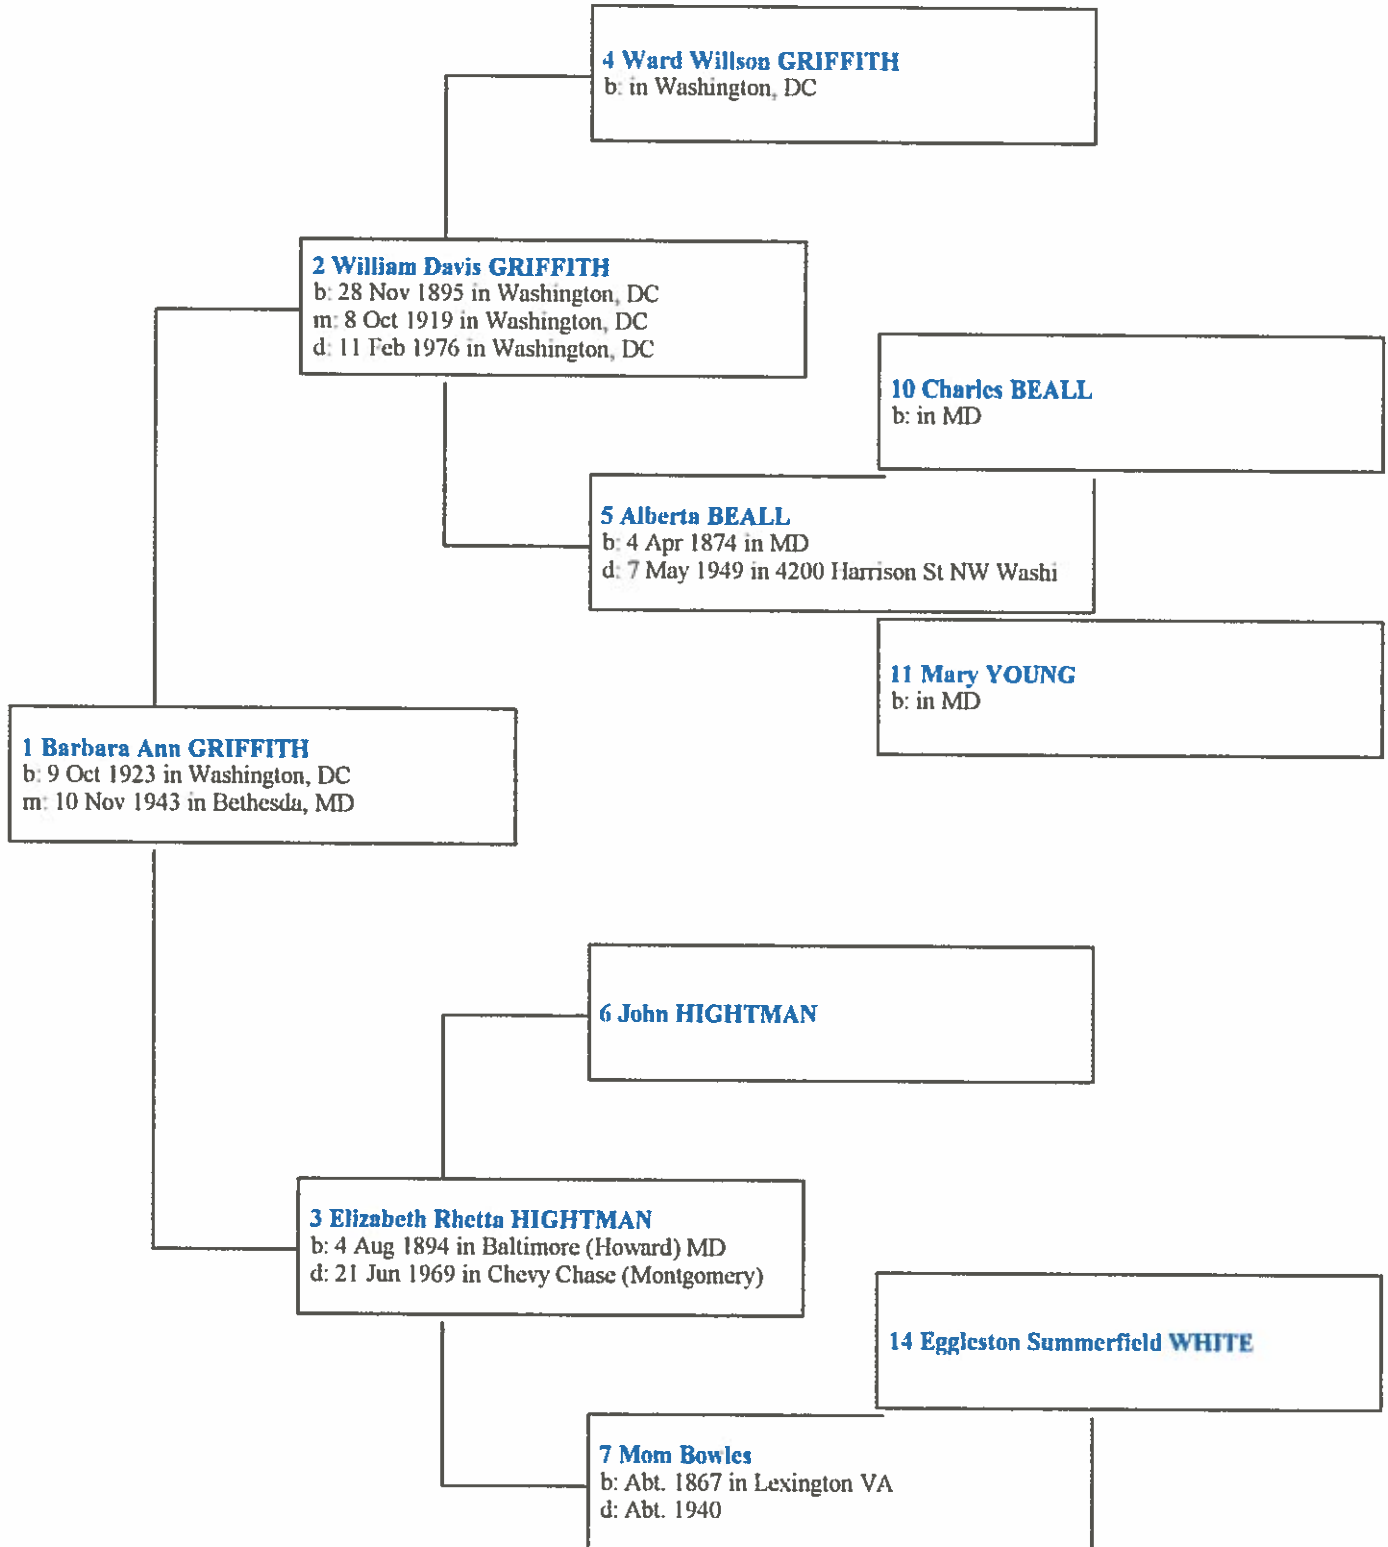 4 Ward Willson GRIFFITH
b: in Washington, DC
2 William Davis GRIFFITH
b: 28 Nov 1895 in Washington, DC
m: 8 Oct 1919 in Washington, DC
d: 11 Feb 1976 in Washington, DC
10 Charles BEALL
b: in MD
5 Alberta BEALL
b: 4 Apr 1874 in MD
d: 7 May 1949 in 4200 Harrison St NW Washi
11 Mary YOUNG
b: in MD
1 Barbara Ann GRIFFITH
b: 9 Oct 1923 in Washington, DC
m: 10 Nov 1943 in Bethesda, MD
6 John HIGHTMAN
3 Elizabeth Rhetta HIGHTMAN
b: 4 Aug 1894 in Baltimore (Howard) MD
d: 21 Jun 1969 in Chevy Chase (Montgomery)
14 Eggleston Summerfield WHITE
7 Mom Bowles
b: Abt. 1867 in Lexington VA
d: Abt. 1940